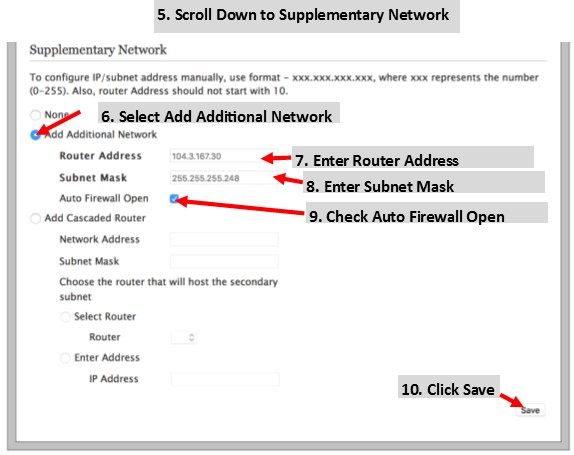 5. Scroll Down to Supplementary Network
Supplementary Network
To configure IP/subnet address manually, use format – xxx.xxx.xxx.xxx, where xxx represents the number
(0-255). Also, router Address should not start with 10.
None
6. Select Add Additional Network
Add Additional Network
Router Address 104.3.167.30
7. Enter Router Address
Subnet Mask 255.255.255.248
8. Enter Subnet Mask
Auto Firewall Open
9. Check Auto Firewall Open
Add Cascaded Router
Network Address
Subnet Mask
Choose the router that will host the secondary
subnet
Select Router
Router
Enter Address
IP Address
10. Click Save
Save